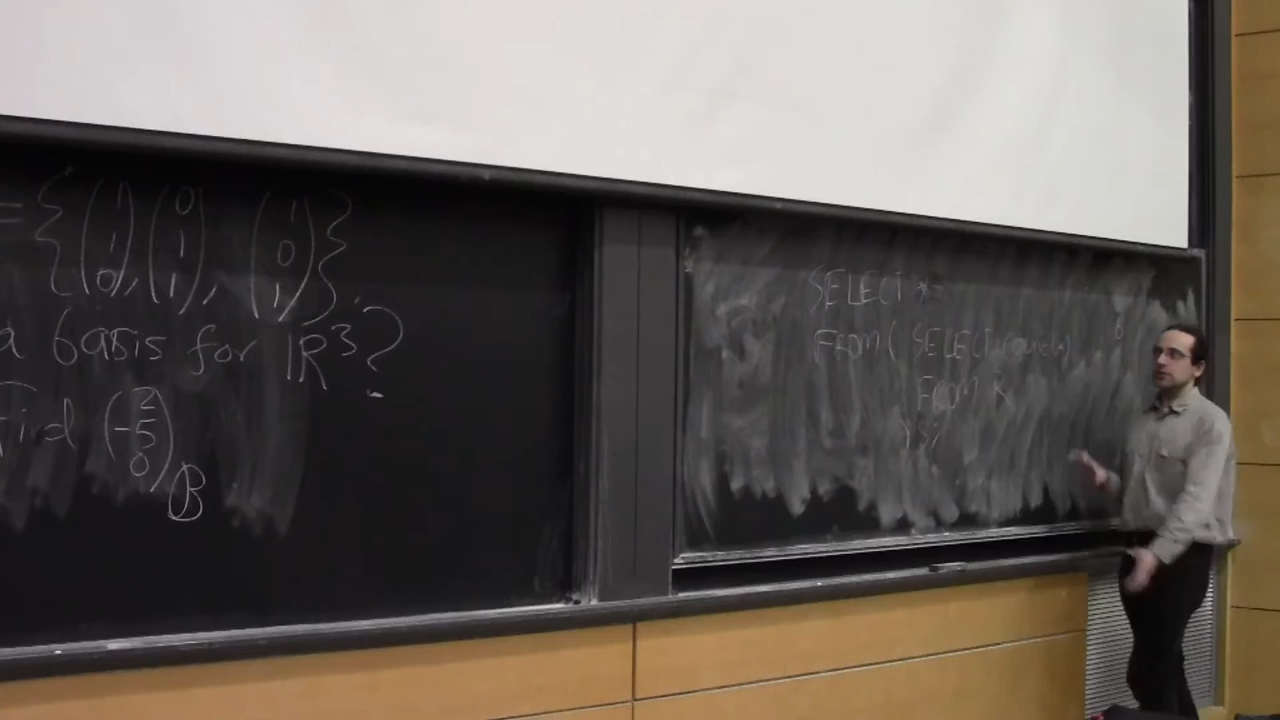 = { (1 1 0), (0 1 1), (1 0 1) }
a basis for ℝ³?
Find (2 -5 0)B
SELECT *
FROM ( SELECT
FROM R